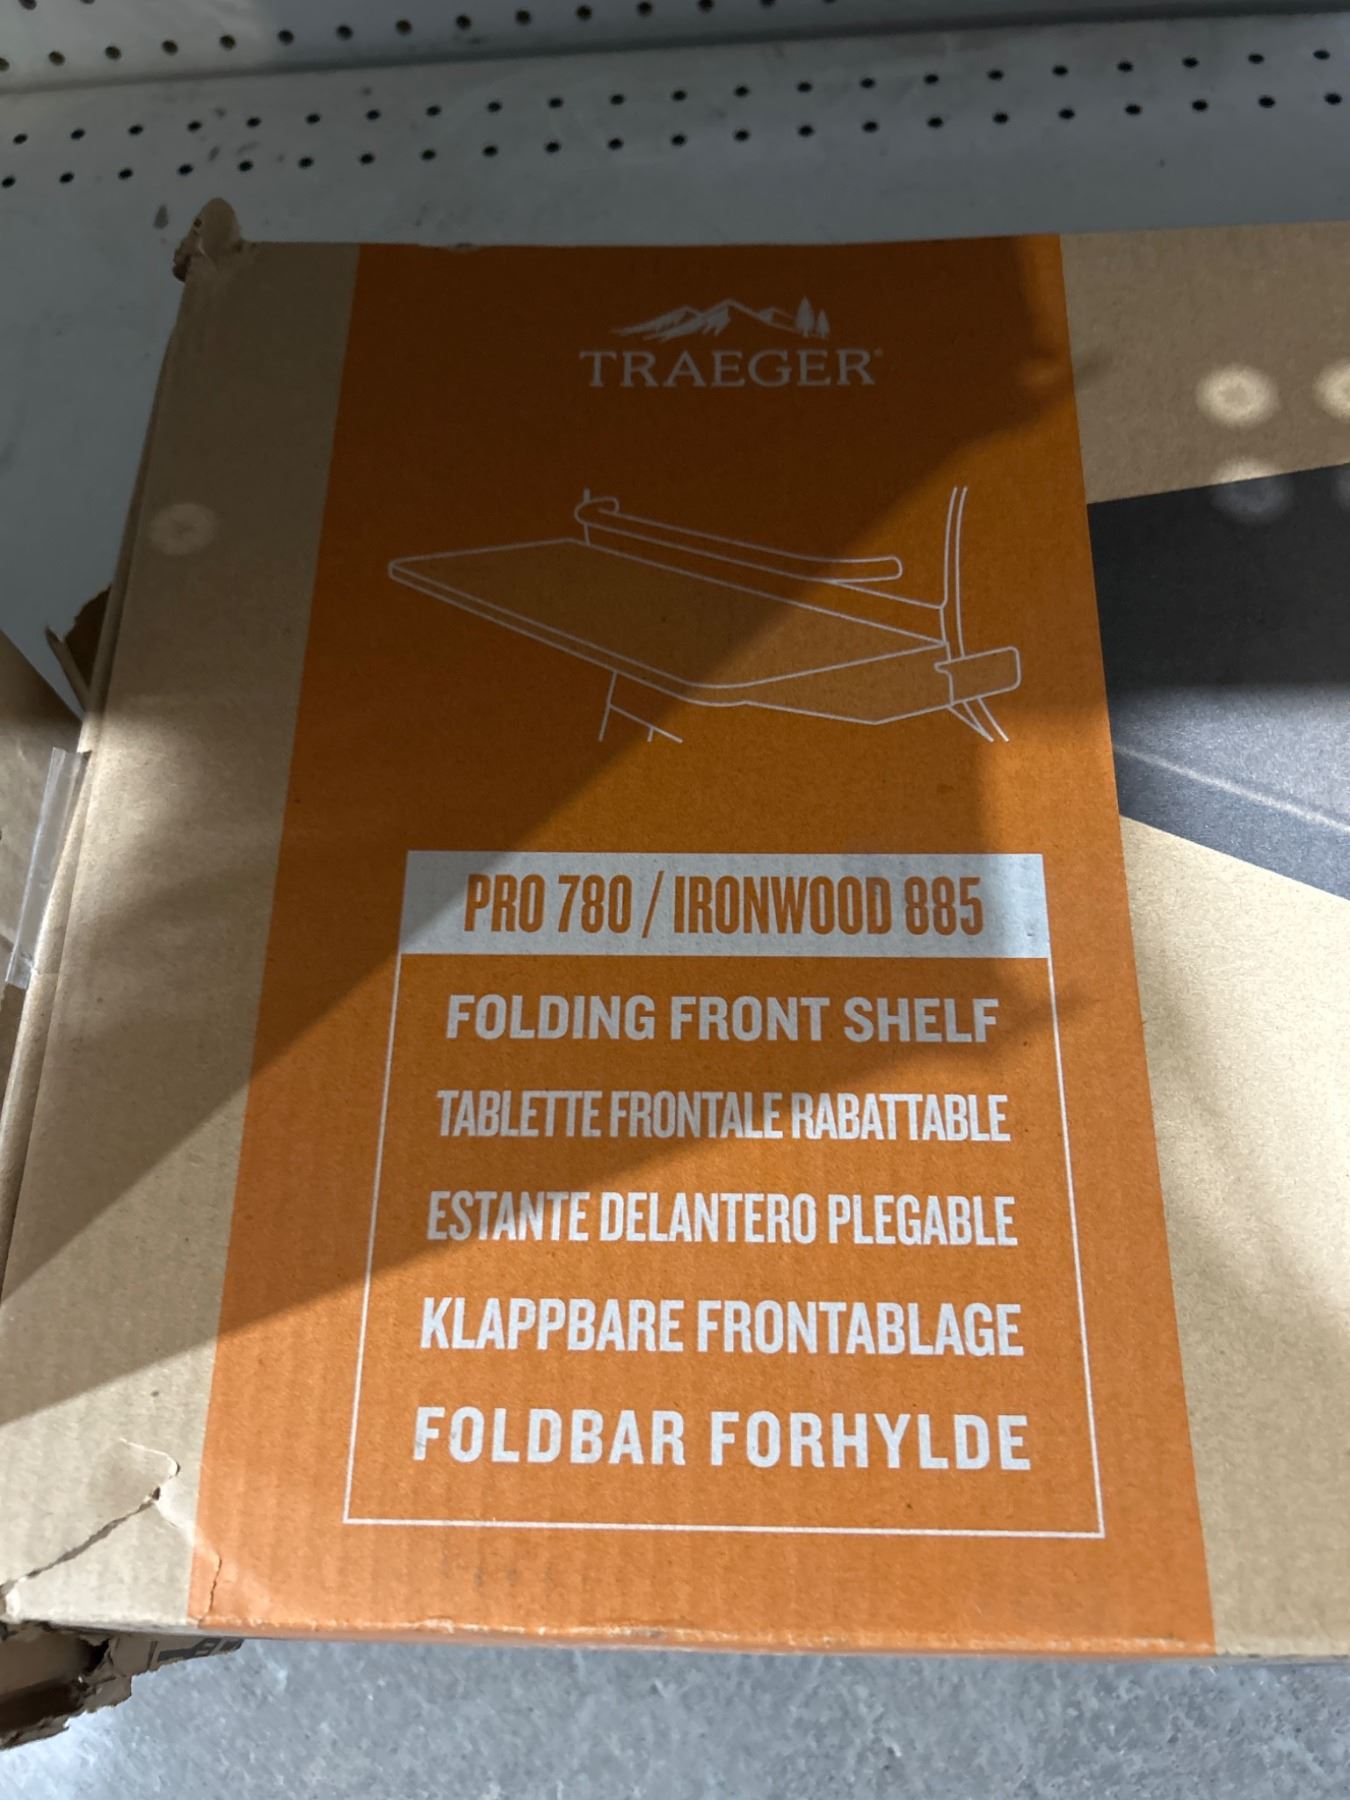 TRAEGER
PRO 780 / IRONWOOD 885
FOLDING FRONT SHELF
TABLETTE FRONTALE RABATTABLE
ESTANTE DELANTERO PLEGABLE
KLAPPBARE FRONTABLAGE
FOLDBAR FORHYLDE